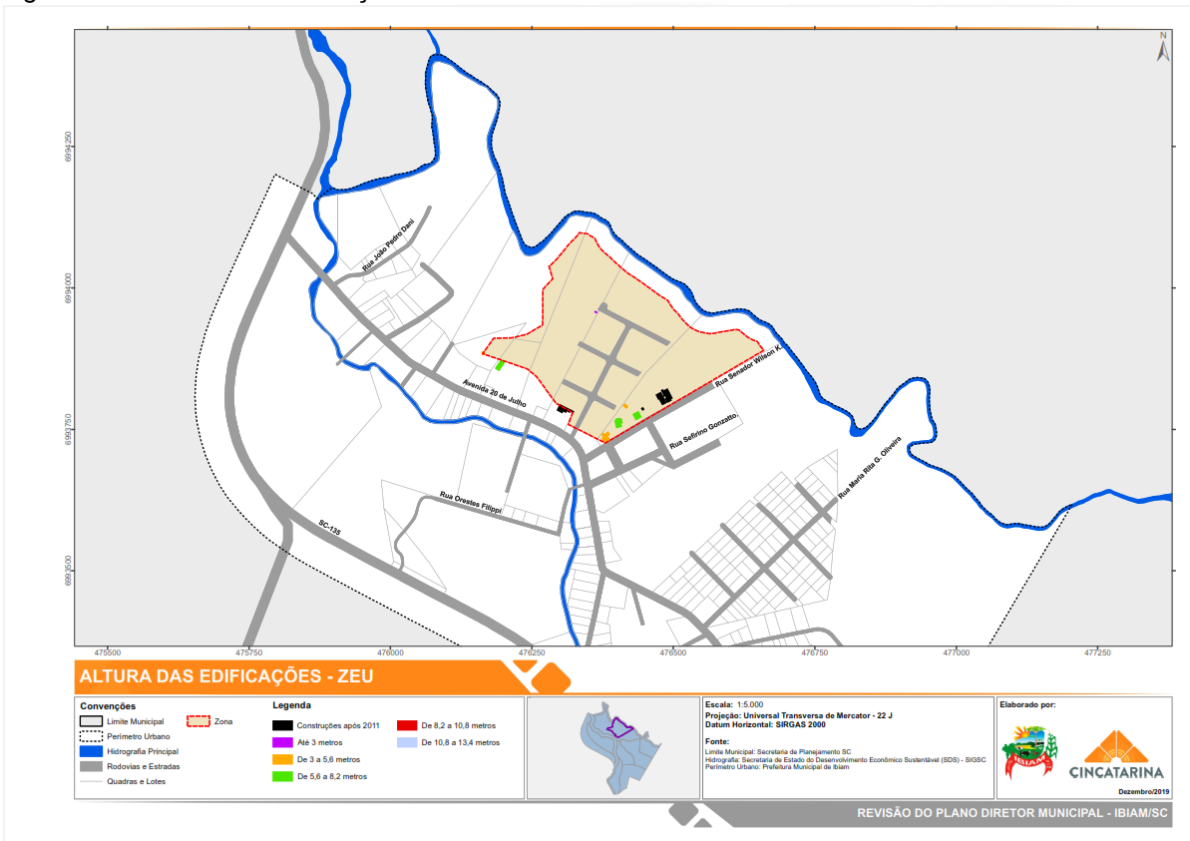 N
6994250
6994000
6993750
6993500
Rua João Pedro Dani
Avenida 20 de Julho
Rua Senador Wilson K.
Rua Sefirino Gonzatto.
Rua Maria Rita G. Oliveira
Rua Orestes Filippi
SC-135
475500 475750 476000 476250 476500 476750 477000 477250
ALTURA DAS EDIFICAÇÕES - ZEU
Convenções
Limite Municipal
Zona
Perímetro Urbano
Hidrografia Principal
Rodovias e Estradas
Quadras e Lotes
Legenda
Construções após 2011
Até 3 metros
De 3 a 5,6 metros
De 5,6 a 8,2 metros
De 8,2 a 10,8 metros
De 10,8 a 13,4 metros
Escala: 1:5.000
Projeção: Universal Transversa de Mercator - 22 J
Datum Horizontal: SIRGAS 2000
Fonte:
Limite Municipal: Secretaria de Planejamento SC
Hidrografia: Secretaria de Estado do Desenvolvimento Econômico Sustentável (SDS) - SIGSC
Perímetro Urbano: Prefeitura Municipal de Ibiam
Elaborado por:
IBIAM
CINCATARINA
Dezembro/2019
REVISÃO DO PLANO DIRETOR MUNICIPAL - IBIAM/SC